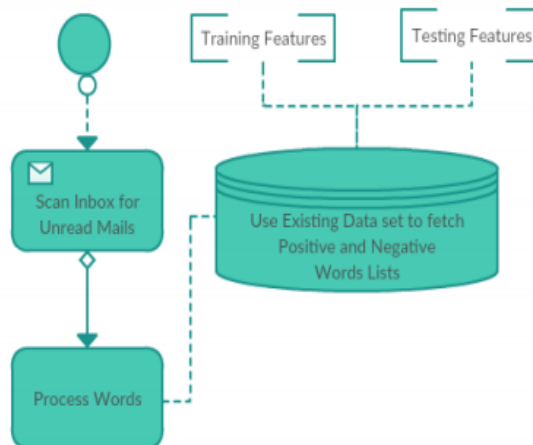 Training Features
Testing Features
Scan Inbox for
Unread Mails
Use Existing Data set to fetch
Positive and Negative
Words Lists
Process Words